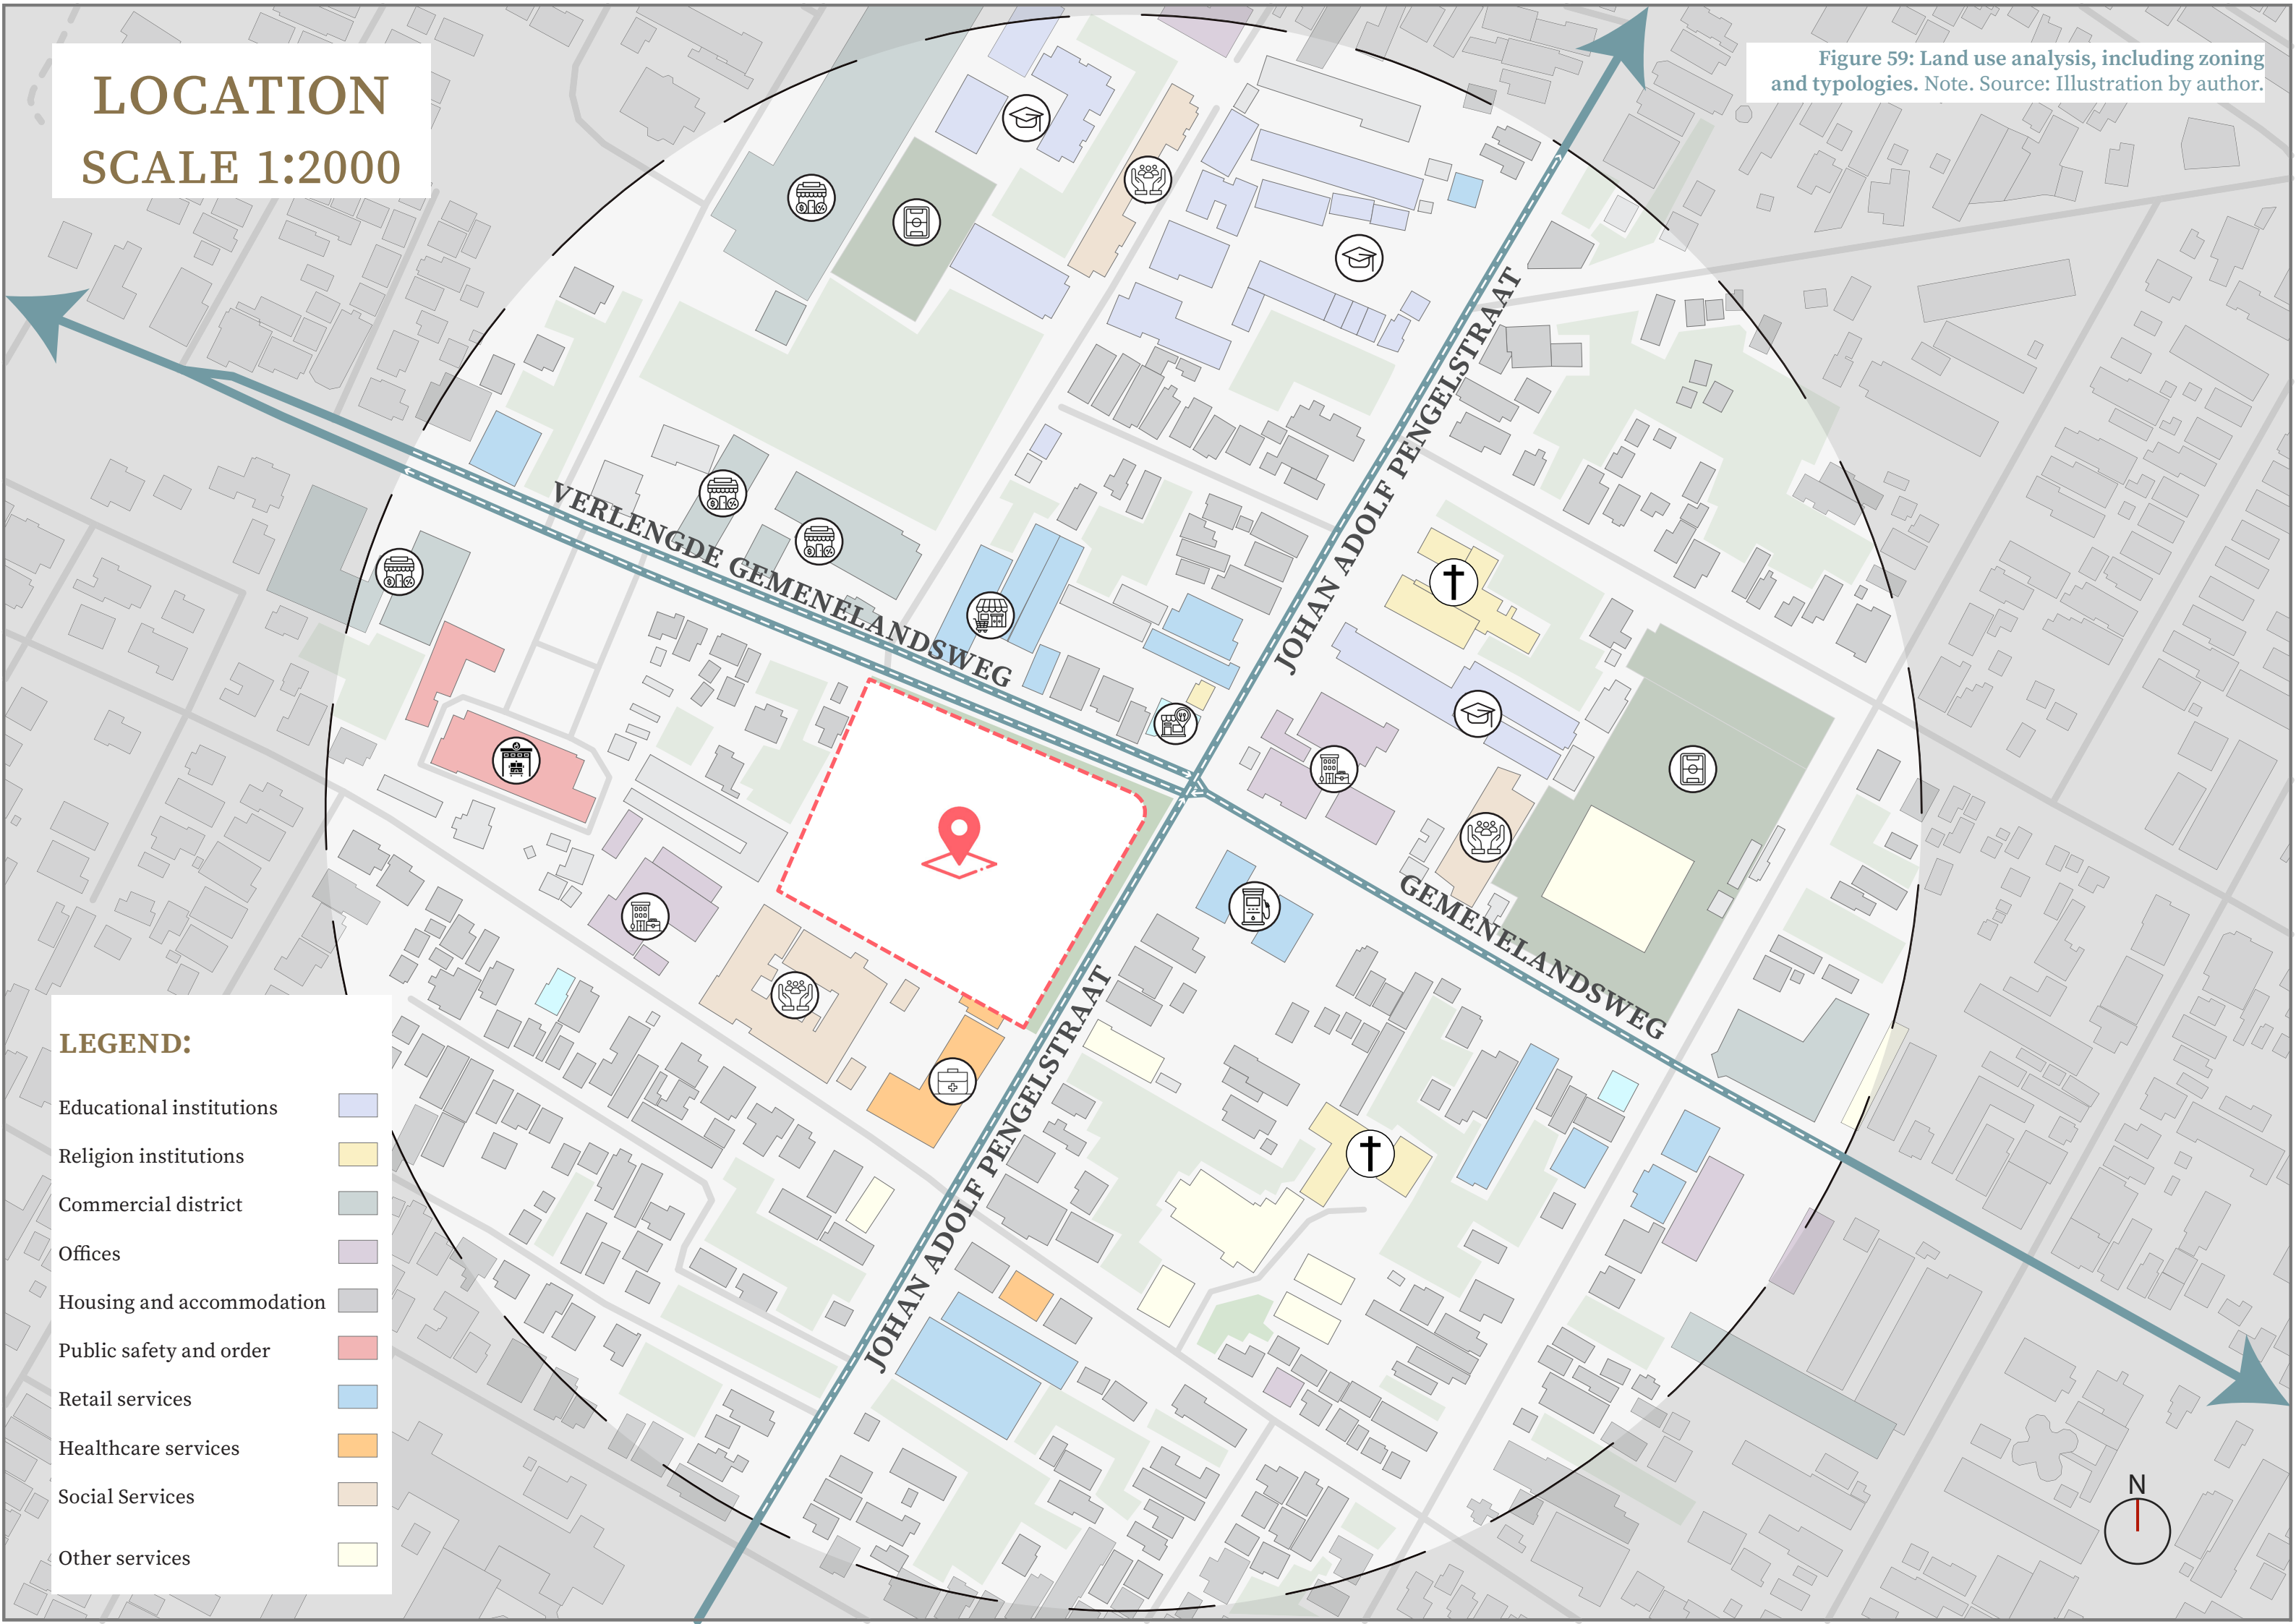 LOCATION
SCALE 1:2000
Figure 59: Land use analysis, including zoning
and typologies. Note. Source: Illustration by author.
JOHAN ADOLF PENGELSTRAAT
VERLENGDE GEMENELANDSWEG
GEMENELANDSWEG
JOHAN ADOLF PENGELSTRAAT
LEGEND:
Educational institutions
Religion institutions
Commercial district
Offices
Housing and accommodation
Public safety and order
Retail services
Healthcare services
Social Services
Other services
N